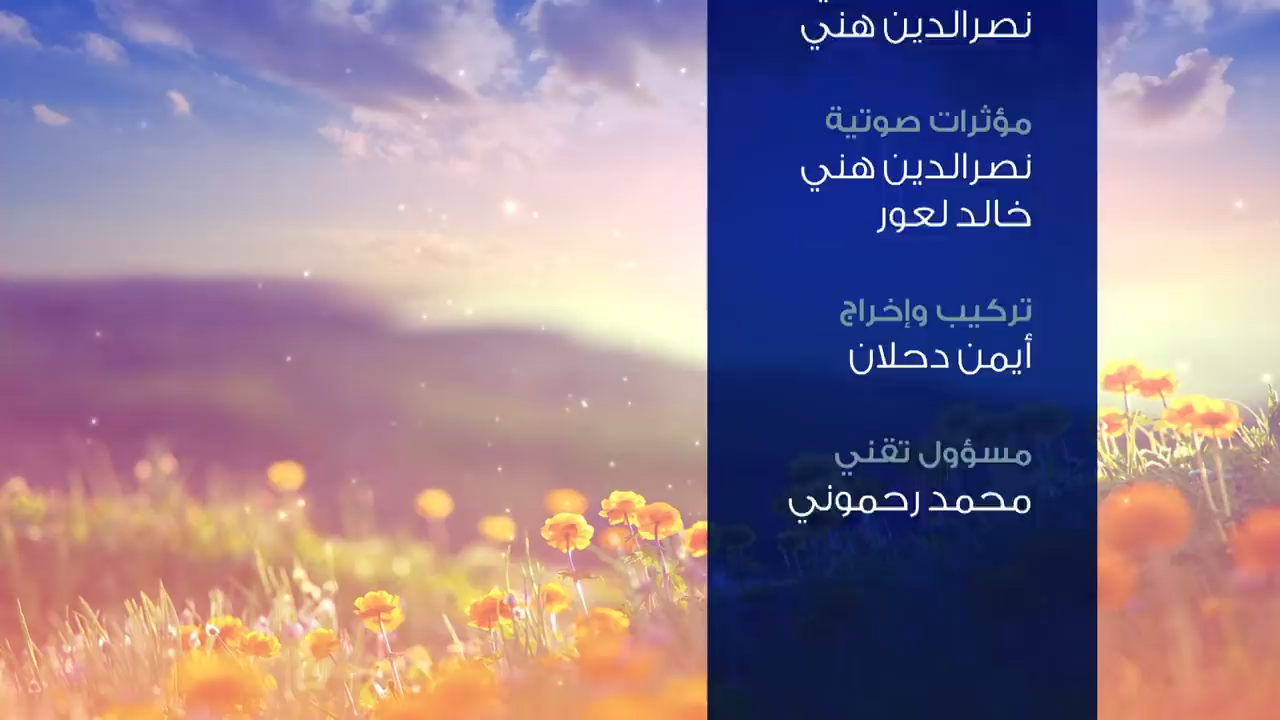 نصرالدين هني
مؤثرات صوتية
نصرالدين هني
خالد لعور
تركيب وإخراج
أيمن دحلان
مسؤول تقني
محمد رحموني